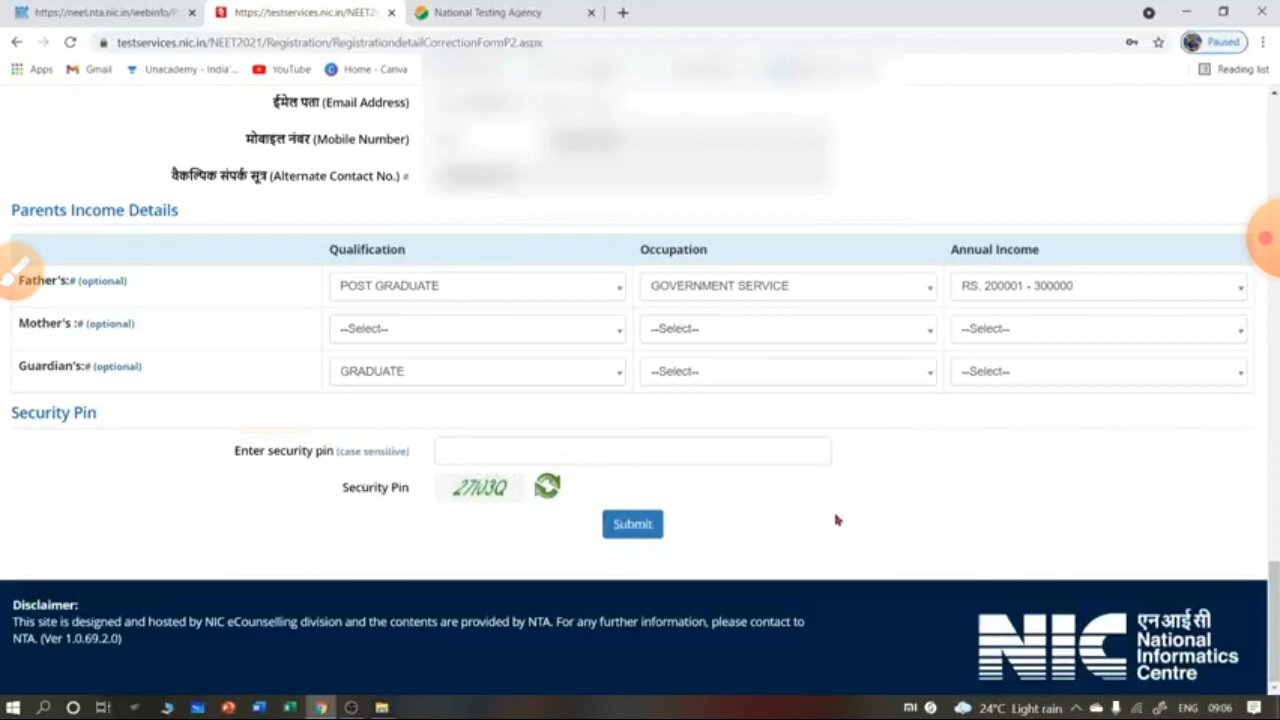 https://neet.nta.nic.in/webinfo/P
https://testservices.nic.in/NEET2
National Testing Agency
testservices.nic.in/NEET2021/Registration/RegistrationdetailCorrectionFormP2.aspx
Paused
Apps
Gmail
Unacademy - India'...
YouTube
Home - Canva
Reading list
ईमेल पता (Email Address)
मोबाइल नंबर (Mobile Number)
वैकल्पिक संपर्क सूत्र (Alternate Contact No.) #
Parents Income Details
Qualification Occupation Annual Income
Father's:# (optional) POST GRADUATE GOVERNMENT SERVICE RS. 200001 - 300000
Mother's :# (optional) --Select-- --Select-- --Select--
Guardian's:# (optional) GRADUATE --Select-- --Select--
Security Pin
Enter security pin (case sensitive)
Security Pin
Submit
Disclaimer:
This site is designed and hosted by NIC eCounselling division and the contents are provided by NTA. For any further information, please contact to
NTA. (Ver 1.0.69.2.0)
NIC
एनआईसी
National
Informatics
Centre
mi
24°C Light rain
ENG
09:06